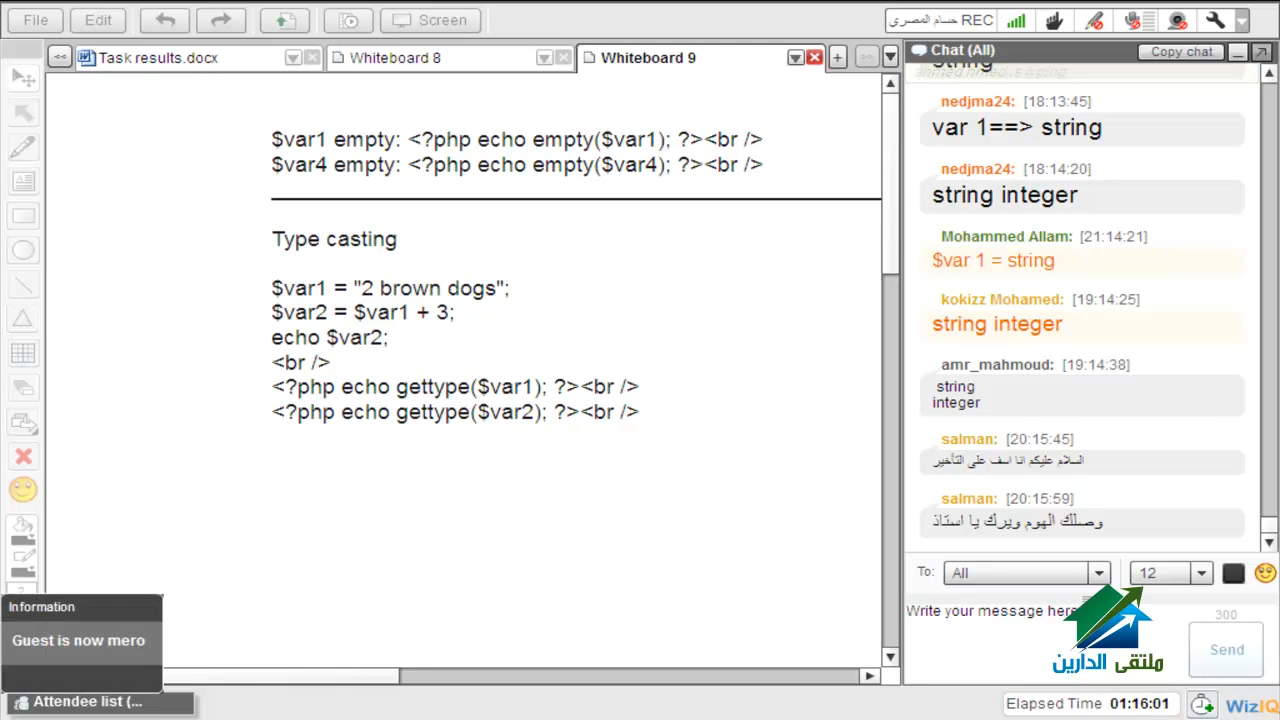 File
Edit
Screen
حسام المصري REC
<<
Task results.docx
Whiteboard 8
Whiteboard 9
Chat (All)
Copy chat
string
$var1 empty: <?php echo empty($var1); ?><br />
$var4 empty: <?php echo empty($var4); ?><br />
Type casting
$var1 = "2 brown dogs";
$var2 = $var1 + 3;
echo $var2;
<br />
<?php echo gettype($var1); ?><br />
<?php echo gettype($var2); ?><br />
nedjma24: [18:13:45]
var 1==> string
nedjma24: [18:14:20]
string integer
Mohammed Allam: [21:14:21]
$var 1 = string
kokizz Mohamed: [19:14:25]
string integer
amr_mahmoud: [19:14:38]
string
integer
salman: [20:15:45]
السلام عليكم انا اسف على التأخير
salman: [20:15:59]
وصلك الهوم ويرك يا استاذ
To: All 12
Write your message here
300
Send
ملتقى الدارين
Information
Guest is now mero
Attendee list (...
Elapsed Time 01:16:01
WizIQ